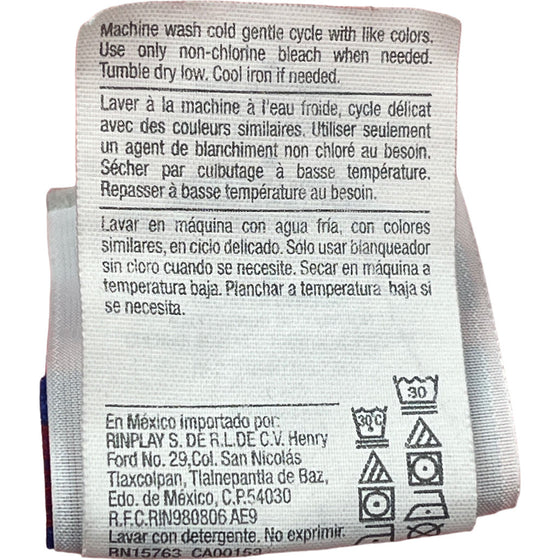 Machine wash cold gentle cycle with like colors.
Use only non-chlorine bleach when needed.
Tumble dry low. Cool iron if needed.
Laver à la machine à l'eau froide, cycle délicat
avec des couleurs similaires. Utiliser seulement
un agent de blanchiment non chloré au besoin.
Sécher par culbutage à basse température.
Repasser à basse température au besoin.
Lavar en máquina con agua fría, con colores
similares, en ciclo delicado. Solo usar blanqueador
sin cloro cuando se necesite. Secar en máquina a
temperatura baja. Planchar a temperatura baja si
se necesita.
30
30C
En México importado por:
RINPLAY S. DE R.L.DE C.V. Henry
Ford No. 29,Col. San Nicolás
Tlaxcolpan, Tlalnepantla de Baz,
Edo. de México, C.P.54030
R.F.C.RIN980806 AE9
Lavar con detergente. No exprimir.
RN15763 CA00153